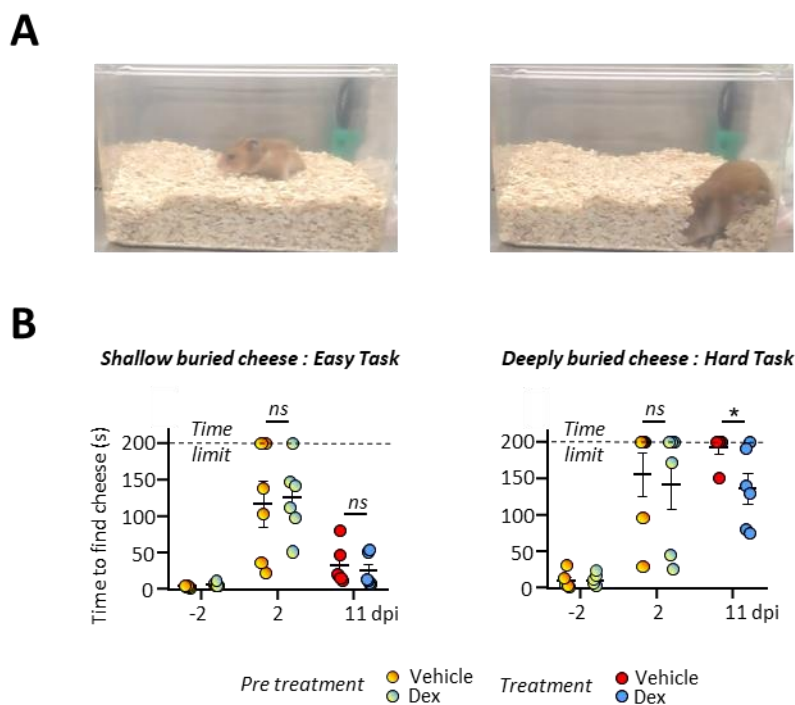 A
B
Shallow buried cheese : Easy Task
Time to find cheese (s)
200
150
100
50
0
Time
limit
ns
ns
-2
2
11 dpi
Deeply buried cheese : Hard Task
200
150
100
50
0
Time
limit
ns
*
-2
2
11 dpi
Pre treatment
Vehicle
Dex
Treatment
Vehicle
Dex